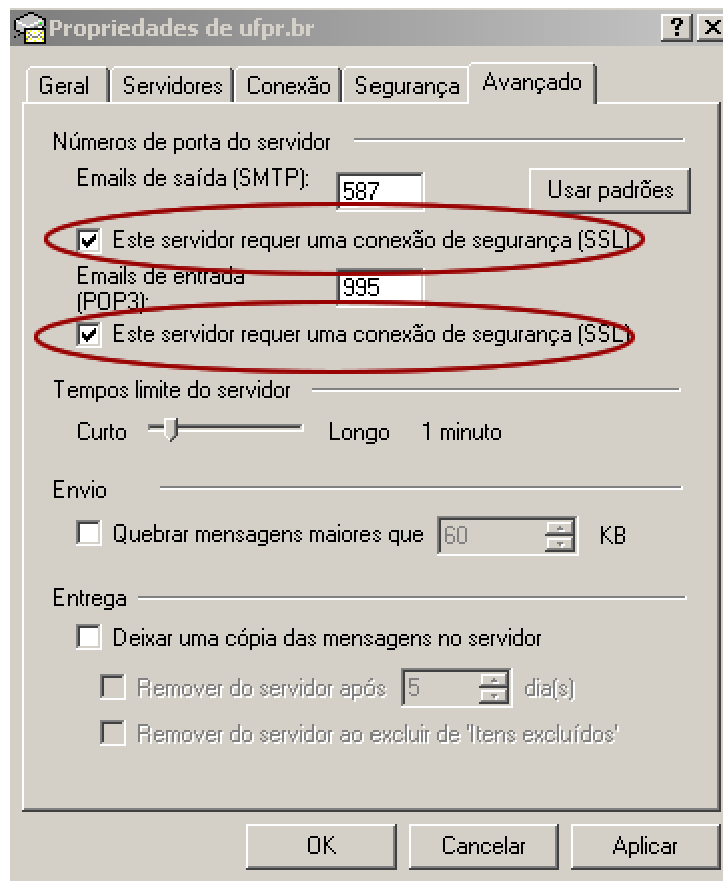 Propriedades de ufpr.br
Geral Servidores Conexão Segurança Avançado
Números de porta do servidor
Emails de saída (SMTP): 587 Usar padrões
Este servidor requer uma conexão de segurança (SSL)
Emails de entrada (POP3): 995
Este servidor requer uma conexão de segurança (SSL)
Tempos limite do servidor
Curto Longo 1 minuto
Envio
Quebrar mensagens maiores que 60 KB
Entrega
Deixar uma cópia das mensagens no servidor
Remover do servidor após 5 dia(s)
Remover do servidor ao excluir de 'Itens excluídos'
OK Cancelar Aplicar